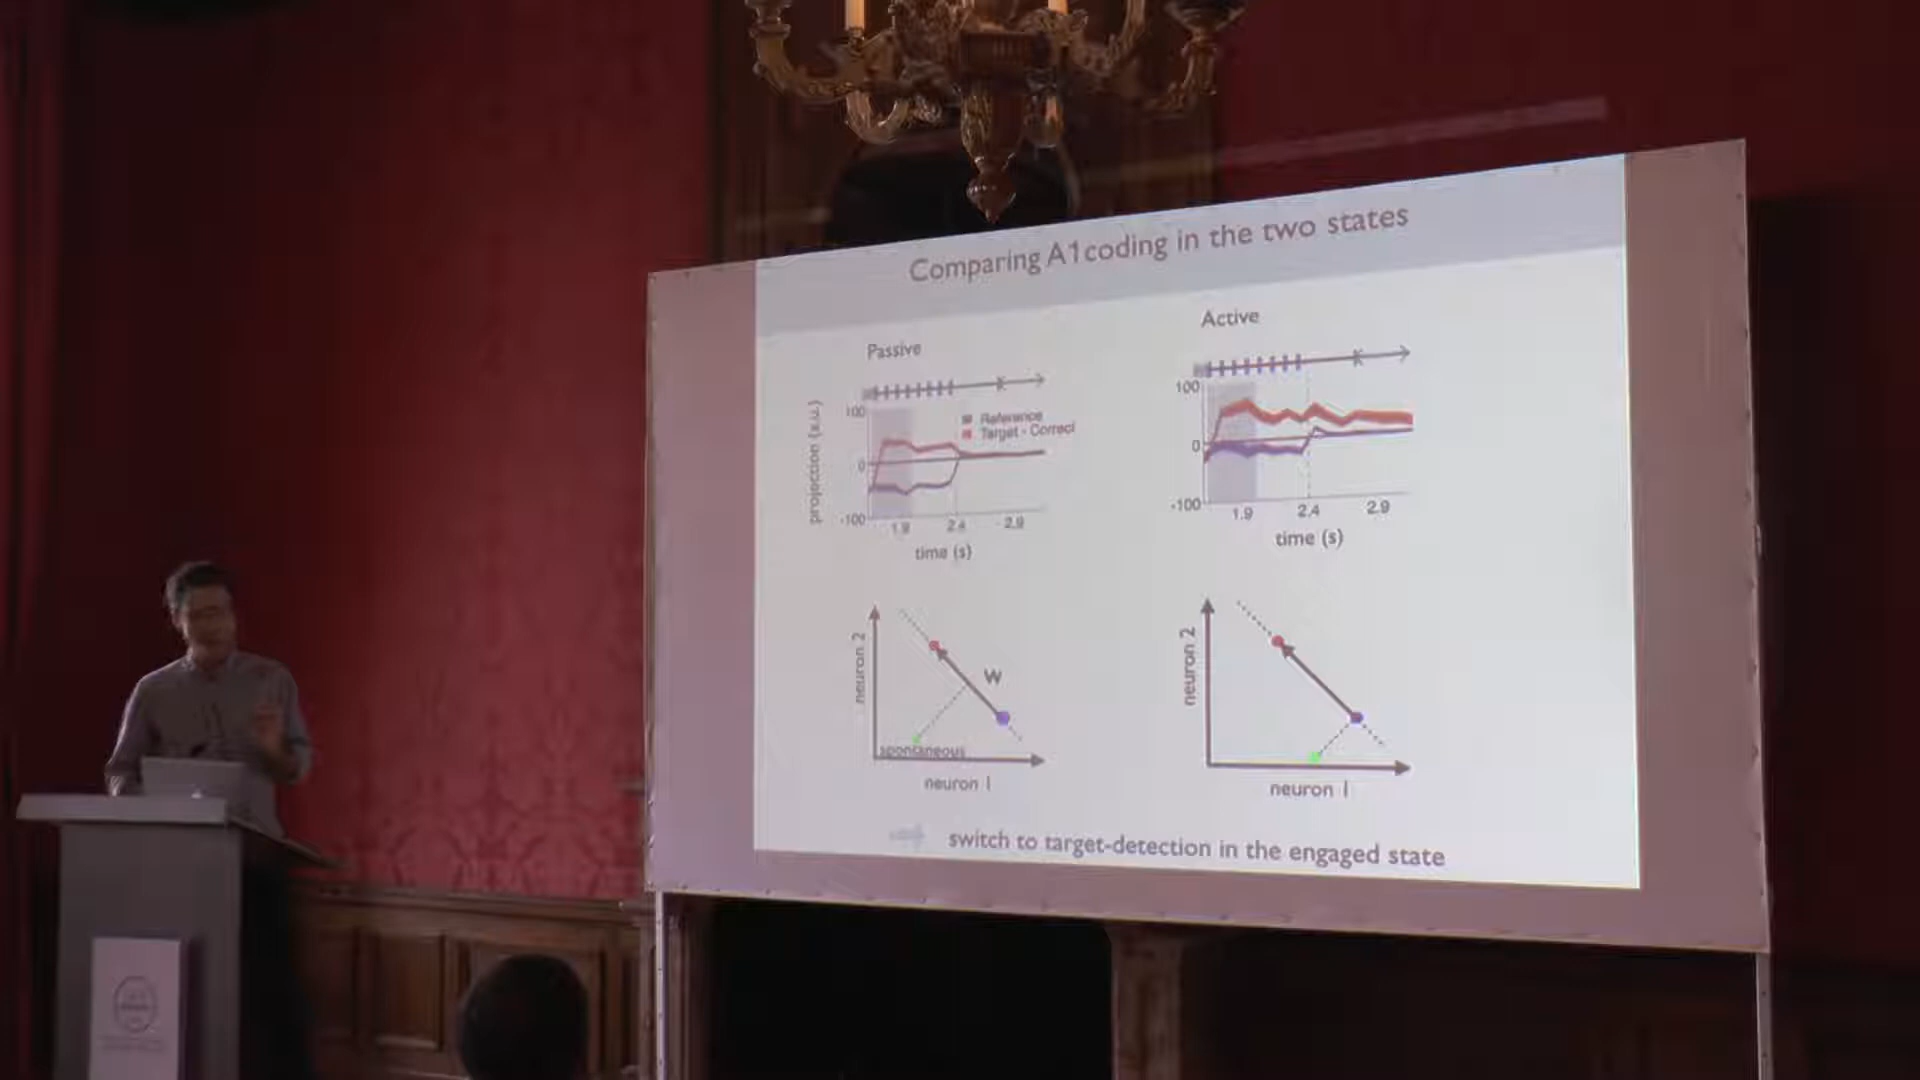 Comparing A1coding in the two states
Passive
Active
projection (a.u.)
100
0
-100
Reference
Target - Correct
1.9
2.4
2.9
time (s)
100
0
-100
1.9
2.4
2.9
time (s)
neuron 2
W
spontaneous
neuron 1
neuron 2
neuron 1
switch to target-detection in the engaged state